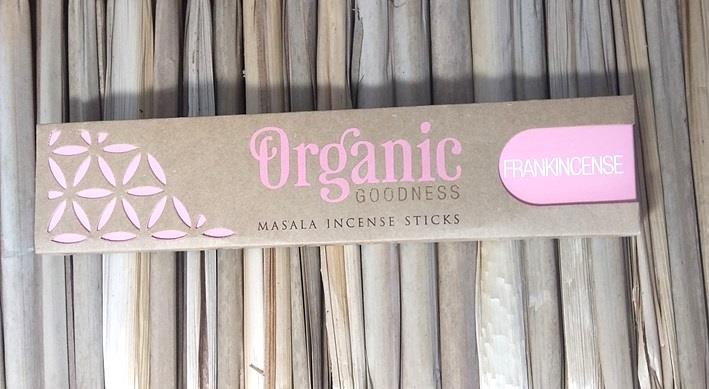 Organic
GOODNESS
MASALA INCENSE STICKS
FRANKINCENSE